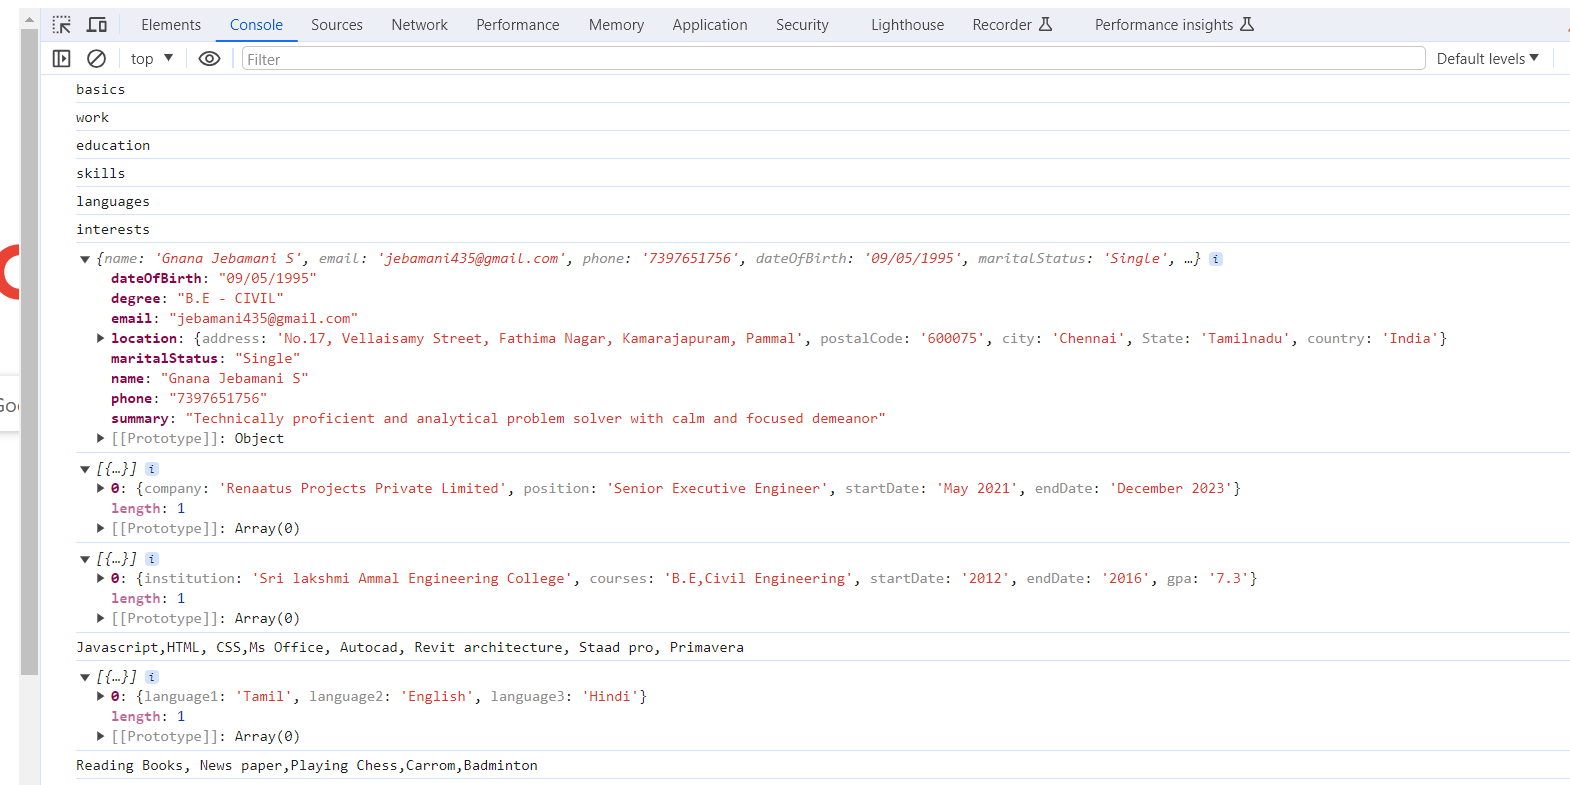 Elements Console Sources Network Performance Memory Application Security Lighthouse Recorder Performance insights
top ▼ Filter Default levels ▼
basics
work
education
skills
languages
interests
▼ {name: 'Gnana Jebamani S', email: 'jebamani435@gmail.com', phone: '7397651756', dateOfBirth: '09/05/1995', maritalStatus: 'Single', …} i
dateOfBirth: "09/05/1995"
degree: "B.E - CIVIL"
email: "jebamani435@gmail.com"
▶ location: {address: 'No.17, Vellaisamy Street, Fathima Nagar, Kamarajapuram, Pammal', postalCode: '600075', city: 'Chennai', State: 'Tamilnadu', country: 'India'}
maritalStatus: "Single"
name: "Gnana Jebamani S"
phone: "7397651756"
summary: "Technically proficient and analytical problem solver with calm and focused demeanor"
▶ [[Prototype]]: Object
▼ [{…}] i
▶ 0: {company: 'Renaatus Projects Private Limited', position: 'Senior Executive Engineer', startDate: 'May 2021', endDate: 'December 2023'}
length: 1
▶ [[Prototype]]: Array(0)
▼ [{…}] i
▶ 0: {institution: 'Sri lakshmi Ammal Engineering College', courses: 'B.E,Civil Engineering', startDate: '2012', endDate: '2016', gpa: '7.3'}
length: 1
▶ [[Prototype]]: Array(0)
Javascript,HTML, CSS,Ms Office, Autocad, Revit architecture, Staad pro, Primavera
▼ [{…}] i
▶ 0: {language1: 'Tamil', language2: 'English', language3: 'Hindi'}
length: 1
▶ [[Prototype]]: Array(0)
Reading Books, News paper,Playing Chess,Carrom,Badminton